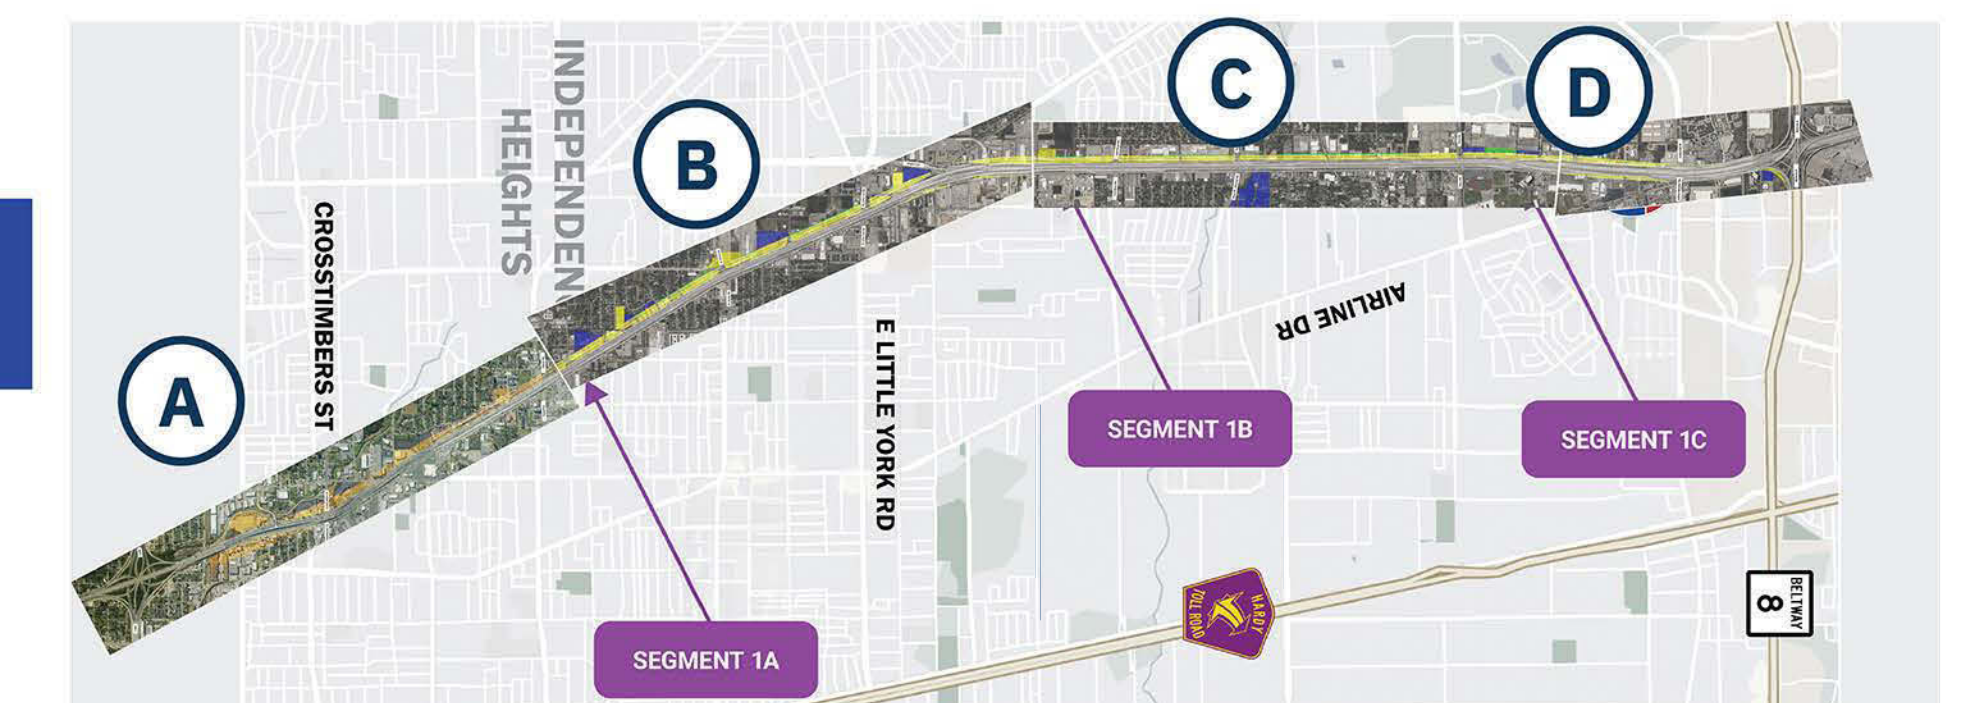 A
B
C
D
INDEPENDEN
HEIGHTS
CROSSTIMBERS ST
E LITTLE YORK RD
AIRLINE DR
SEGMENT 1A
SEGMENT 1B
SEGMENT 1C
HARDY
TOLL ROAD
BELTWAY
8